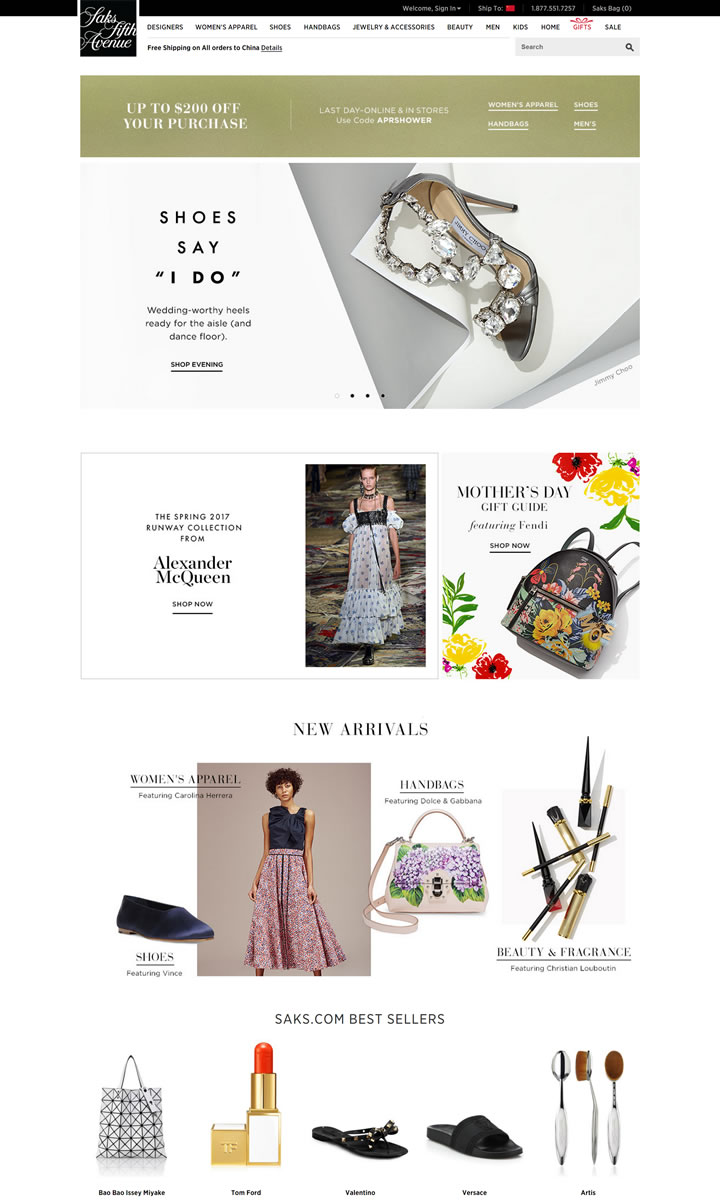 Saks
Fifth
Avenue
Welcome, Sign In
Ship To:
1.877.551.7257
Saks Bag (0)
DESIGNERS WOMEN'S APPAREL SHOES HANDBAGS JEWELRY & ACCESSORIES BEAUTY MEN KIDS HOME GIFTS SALE
Free Shipping on All orders to China Details
Search
UP TO $200 OFF
YOUR PURCHASE
LAST DAY–ONLINE & IN STORES
Use Code APRSHOWER
WOMEN'S APPAREL SHOES
HANDBAGS MEN'S
SHOES
SAY
“I DO”
Wedding-worthy heels
ready for the aisle (and
dance floor).
SHOP EVENING
JIMMY CHOO
Jimmy Choo
THE SPRING 2017
RUNWAY COLLECTION
FROM
Alexander
McQueen
SHOP NOW
MOTHER'S DAY
GIFT GUIDE
featuring Fendi
SHOP NOW
NEW ARRIVALS
WOMEN'S APPAREL
Featuring Carolina Herrera
HANDBAGS
Featuring Dolce & Gabbana
SHOES
Featuring Vince
BEAUTY & FRAGRANCE
Featuring Christian Louboutin
SAKS.COM BEST SELLERS
TF
Bao Bao Issey Miyake
Tom Ford
Valentino
Versace
Artis